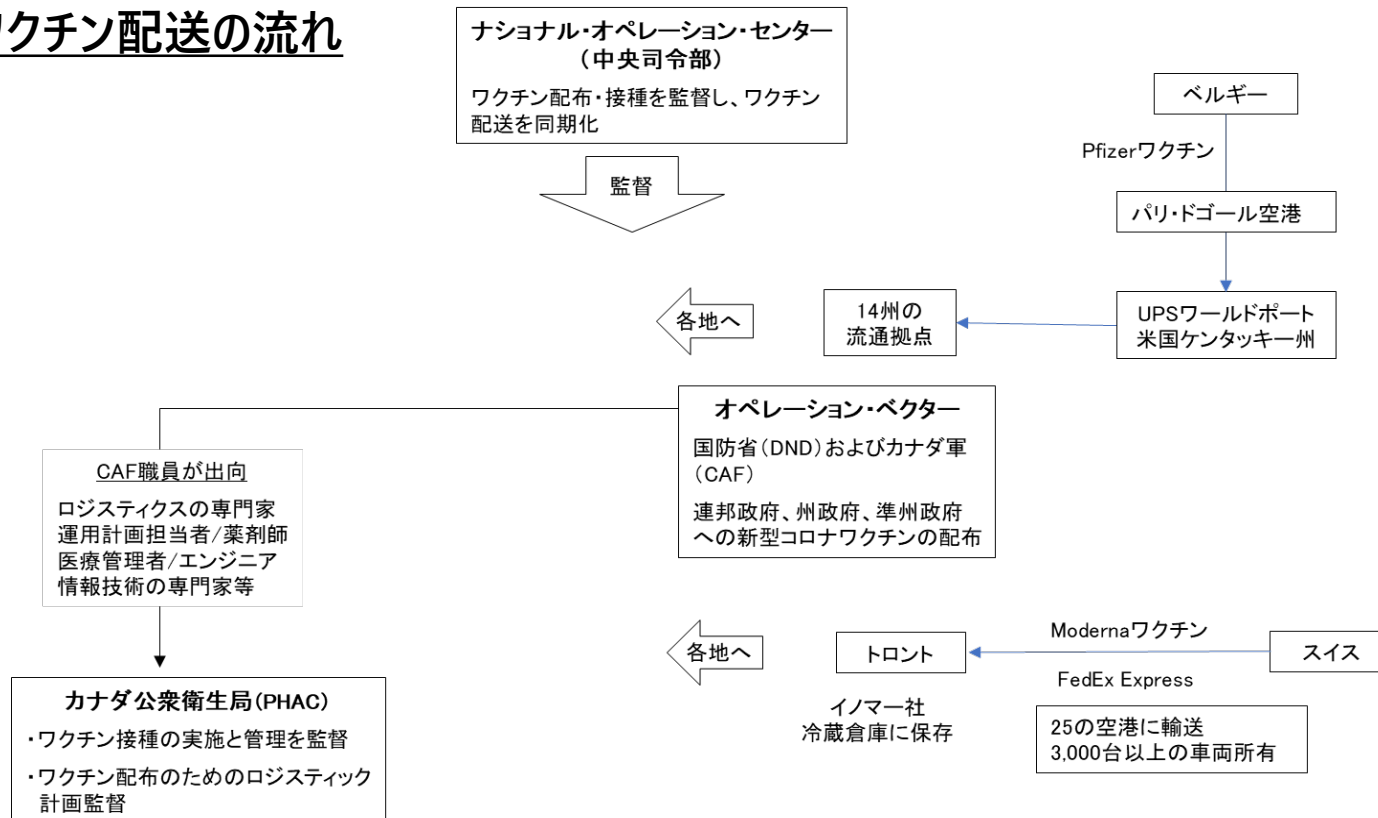 ワクチン配送の流れ
ナショナル・オペレーション・センター
(中央司令部)
ワクチン配布・接種を監督し、ワクチン
配送を同期化
監督
ベルギー
Pfizerワクチン
パリ・ドゴール空港
UPSワールドポート
米国ケンタッキー州
14州の
流通拠点
各地へ
オペレーション・ベクター
国防省(DND)およびカナダ軍
(CAF)
連邦政府、州政府、準州政府
への新型コロナワクチンの配布
CAF職員が出向
ロジスティクスの専門家
運用計画担当者/薬剤師
医療管理者/エンジニア
情報技術の専門家等
カナダ公衆衛生局(PHAC)
・ワクチン接種の実施と管理を監督
・ワクチン配布のためのロジスティック
計画監督
各地へ
トロント
イノマー社
冷蔵倉庫に保存
Modernaワクチン
FedEx Express
スイス
25の空港に輸送
3,000台以上の車両所有